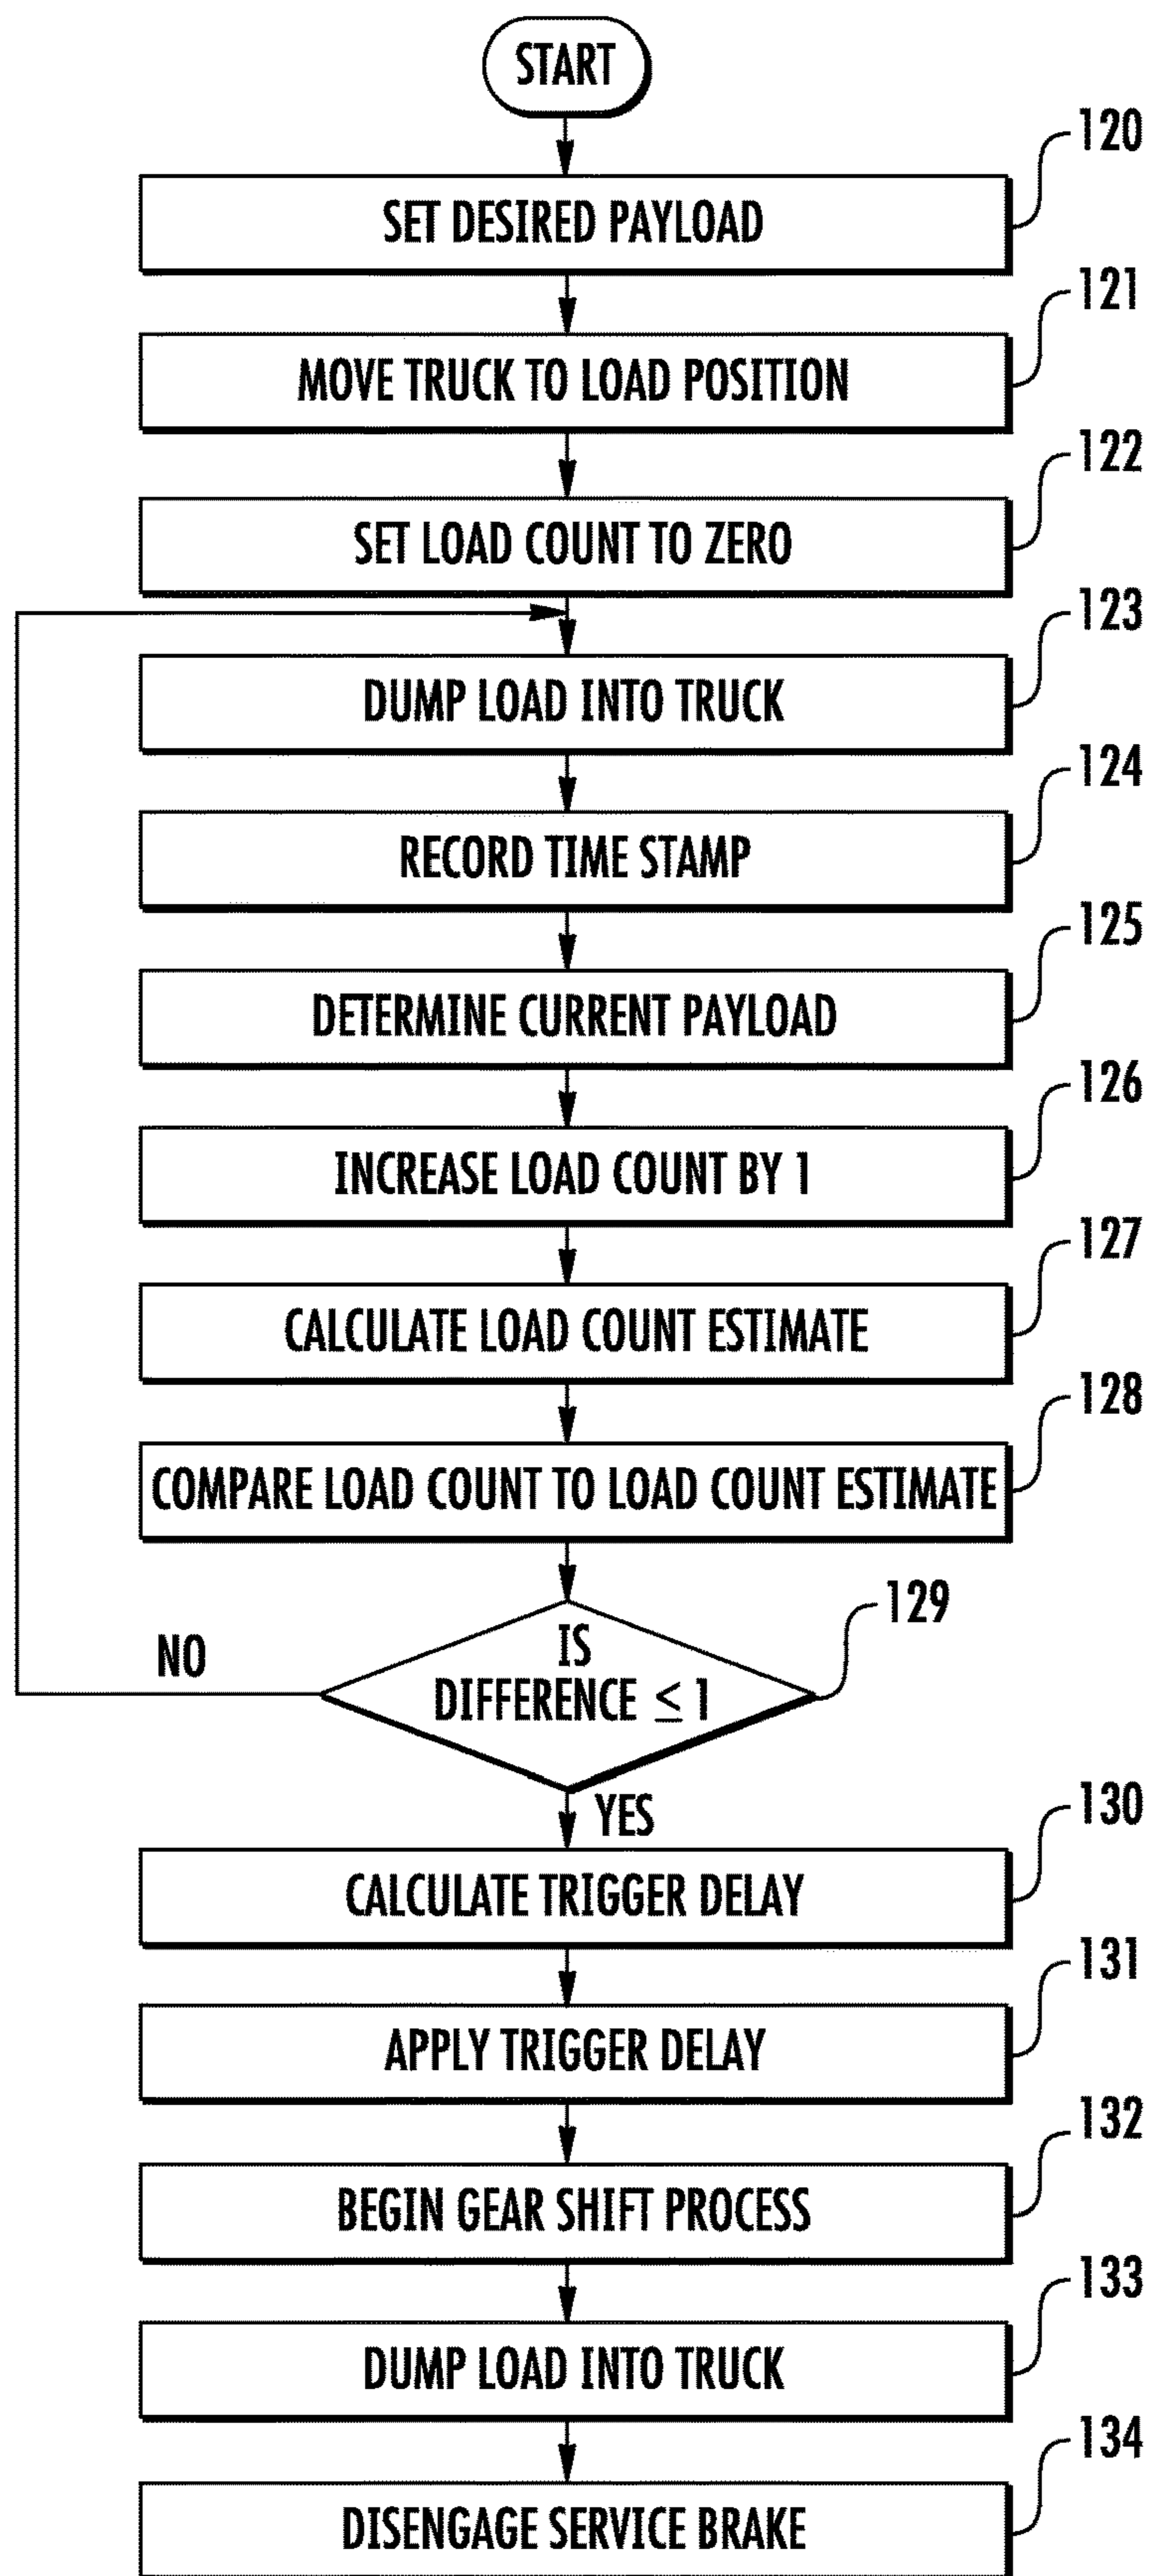 START
120
SET DESIRED PAYLOAD
121
MOVE TRUCK TO LOAD POSITION
122
SET LOAD COUNT TO ZERO
123
DUMP LOAD INTO TRUCK
124
RECORD TIME STAMP
125
DETERMINE CURRENT PAYLOAD
126
INCREASE LOAD COUNT BY 1
127
CALCULATE LOAD COUNT ESTIMATE
128
COMPARE LOAD COUNT TO LOAD COUNT ESTIMATE
129
IS
DIFFERENCE ≤ 1
NO
YES
130
CALCULATE TRIGGER DELAY
131
APPLY TRIGGER DELAY
132
BEGIN GEAR SHIFT PROCESS
133
DUMP LOAD INTO TRUCK
134
DISENGAGE SERVICE BRAKE